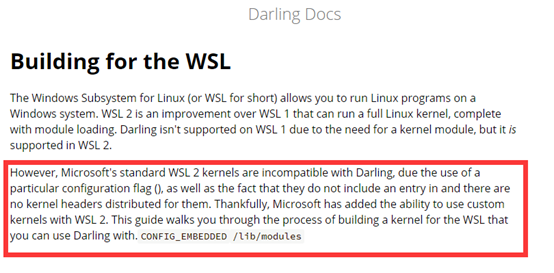 Darling Docs
Building for the WSL
The Windows Subsystem for Linux (or WSL for short) allows you to run Linux programs on a
Windows system. WSL 2 is an improvement over WSL 1 that can run a full Linux kernel, complete
with module loading. Darling isn't supported on WSL 1 due to the need for a kernel module, but it is
supported in WSL 2.
However, Microsoft's standard WSL 2 kernels are incompatible with Darling, due the use of a
particular configuration flag (), as well as the fact that they do not include an entry in and there are
no kernel headers distributed for them. Thankfully, Microsoft has added the ability to use custom
kernels with WSL 2. This guide walks you through the process of building a kernel for the WSL that
you can use Darling with. CONFIG_EMBEDDED /lib/modules